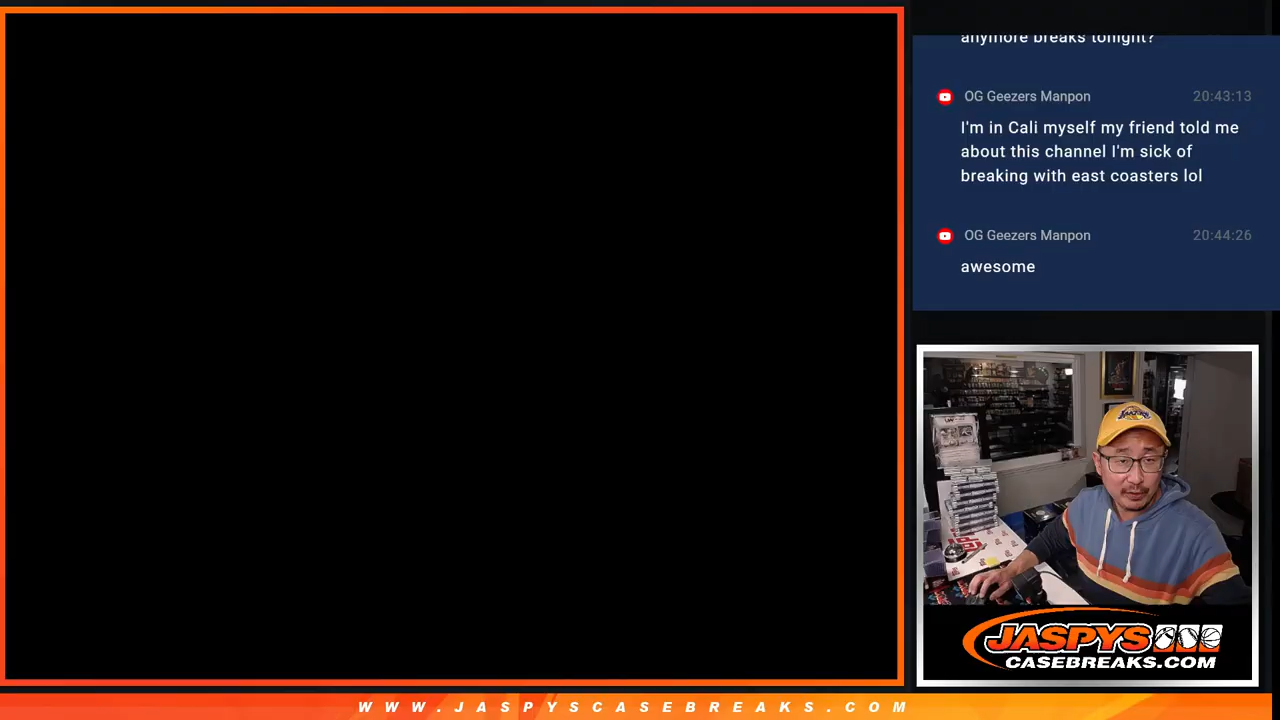 anymore breaks tonight?
OG Geezers Manpon 20:43:13
I'm in Cali myself my friend told me
about this channel I'm sick of
breaking with east coasters lol
OG Geezers Manpon 20:44:26
awesome
JASPYS
CASEBREAKS.COM
WWW.JASPYSCASEBREAKS.COM